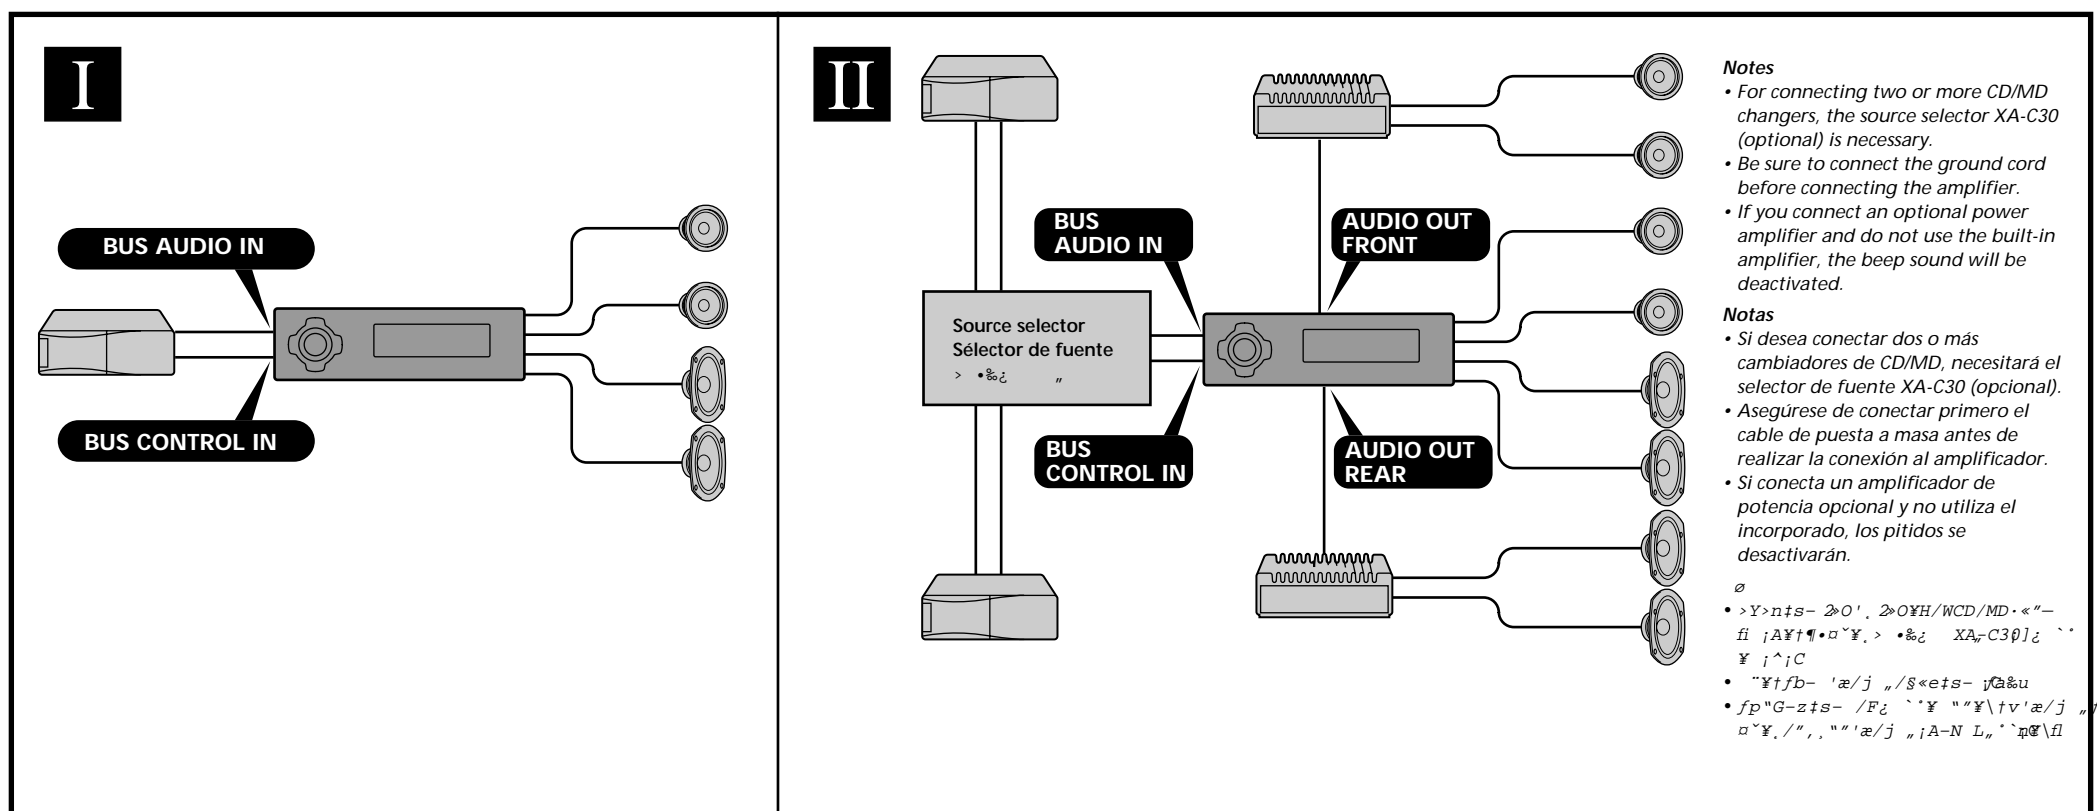 I
BUS AUDIO IN
BUS CONTROL IN
II
BUS
AUDIO IN
AUDIO OUT
FRONT
Source selector
Sélector de fuente
BUS
CONTROL IN
AUDIO OUT
REAR
Notes
• For connecting two or more CD/MD
changers, the source selector XA-C30
(optional) is necessary.
• Be sure to connect the ground cord
before connecting the amplifier.
• If you connect an optional power
amplifier and do not use the built-in
amplifier, the beep sound will be
deactivated.
Notas
• Si desea conectar dos o más
cambiadores de CD/MD, necesitará el
selector de fuente XA-C30 (opcional).
• Asegúrese de conectar primero el
cable de puesta a masa antes de
realizar la conexión al amplificador.
• Si conecta un amplificador de
potencia opcional y no utiliza el
incorporado, los pitidos se
desactivarán.